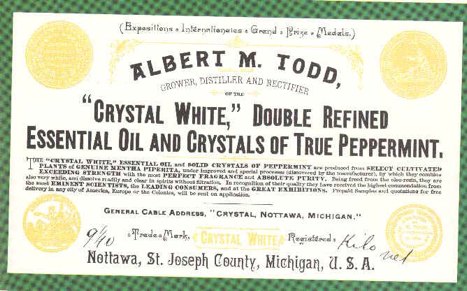 (Expositions Internationales Grand Prize Medals.)
ALBERT M. TODD,
GROWER, DISTILLER AND RECTIFIER
OF THE
"CRYSTAL WHITE," DOUBLE REFINED
ESSENTIAL OIL AND CRYSTALS OF TRUE PEPPERMINT.
THE "CRYSTAL WHITE," ESSENTIAL OIL and SOLID CRYSTALS OF PEPPERMINT are produced from SELECT CULTIVATED
PLANTS of GENUINE MENTHA PIPERITA, under improved and special processes (discovered by the manufacturer), by which they combine
EXCEEDING STRENGTH with the most PERFECT FRAGRANCE and ABSOLUTE PURITY. Being freed from the oleo-resin, they are
also very white, and dissolve readily and clear in spirits without filtration. In recognition of their quality they have received the highest commendation from
the most EMINENT SCIENTISTS, the LEADING CONSUMERS, and at the GREAT EXHIBITIONS. Prepaid Samples and quotations for free
delivery in any city of America, Europe or the Colonies, will be sent on application.
GENERAL CABLE ADDRESS, "CRYSTAL, NOTTAWA, MICHIGAN."
Trade Mark, CRYSTAL WHITE Registered
Kilo net
Nottawa, St. Joseph County, Michigan, U. S. A.